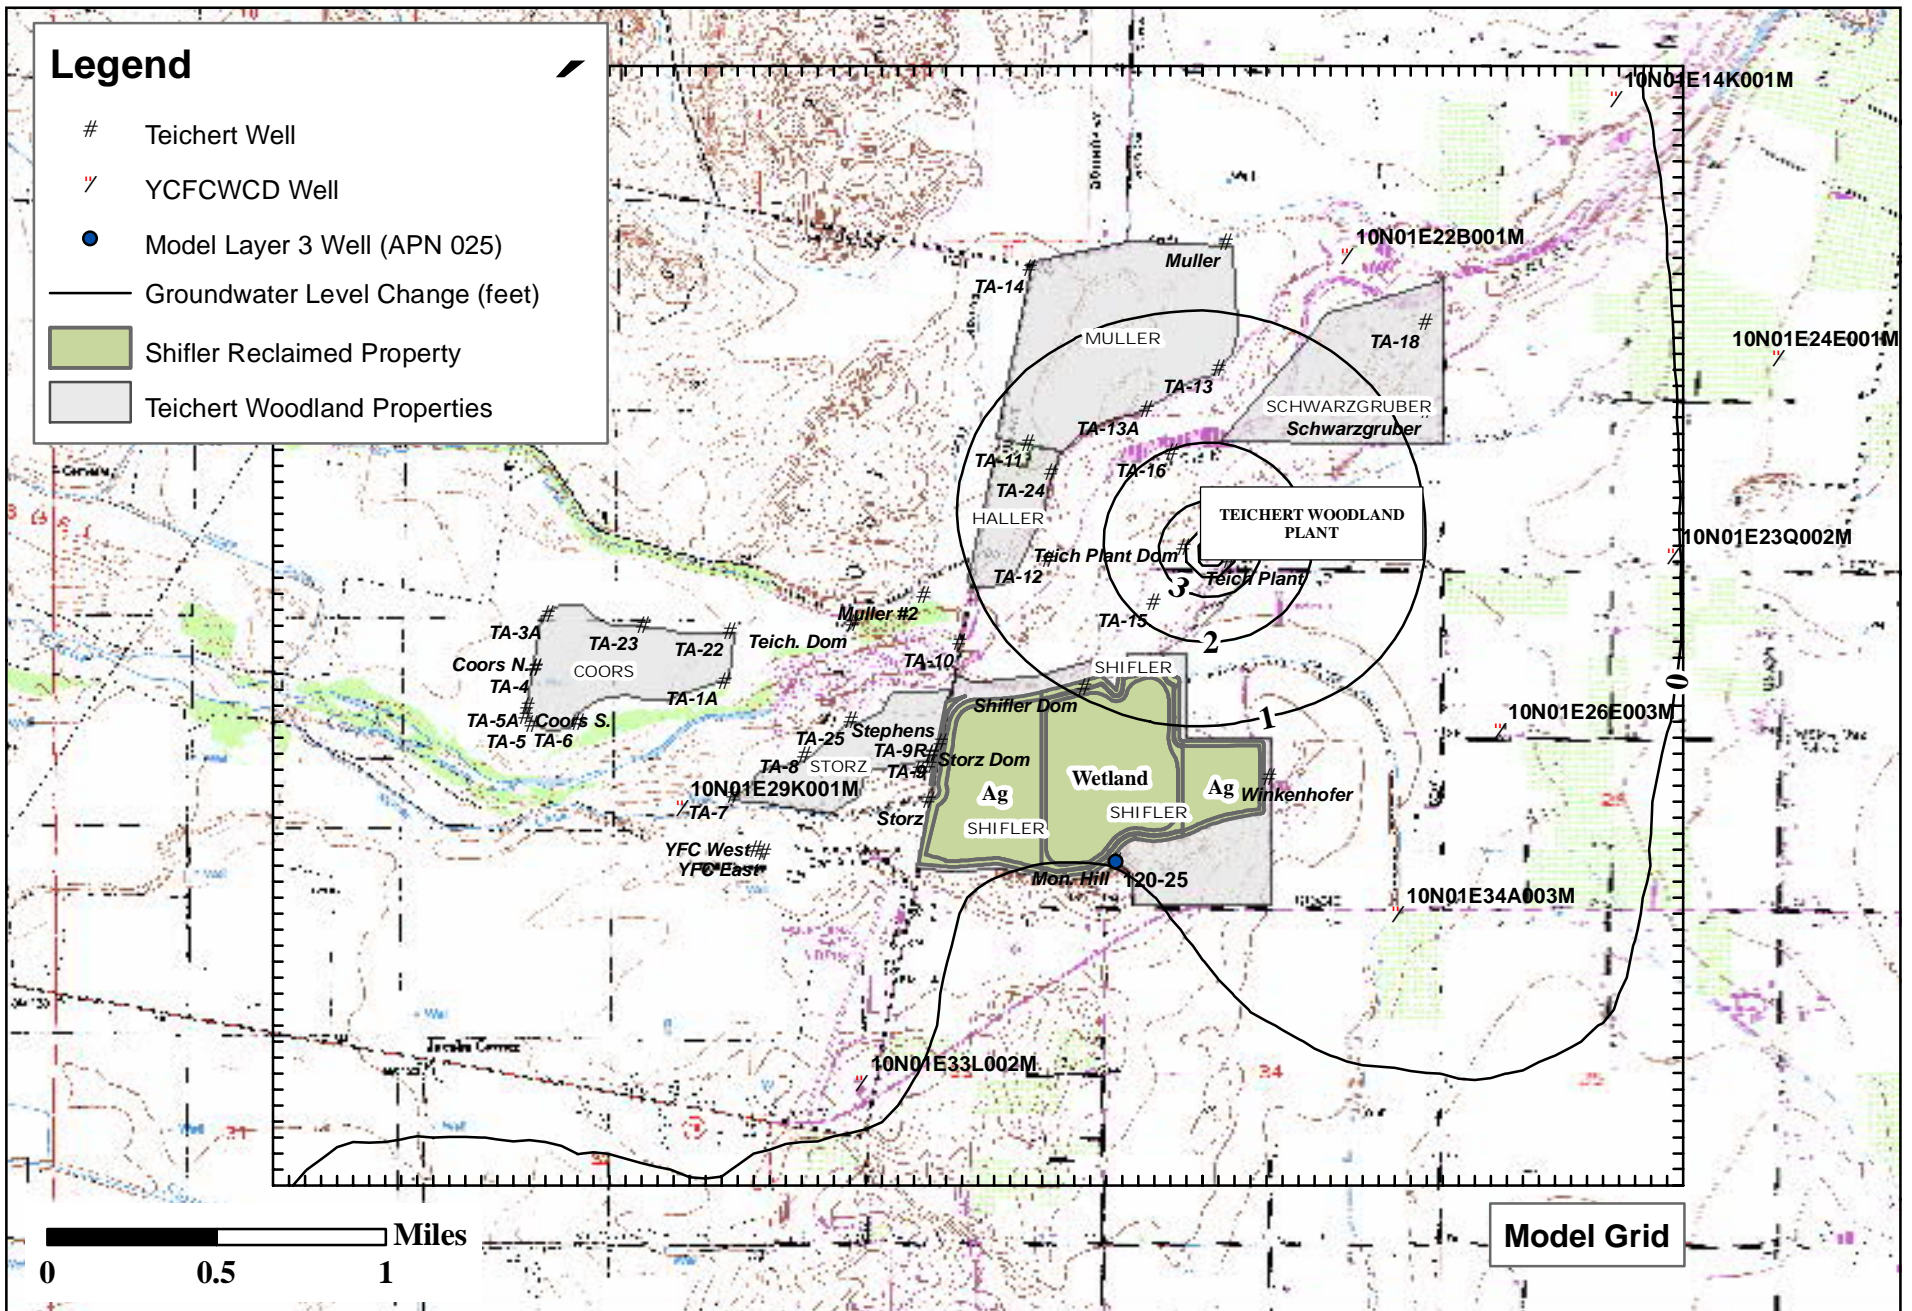 Legend
# Teichert Well
YCFCWCD Well
Model Layer 3 Well (APN 025)
Groundwater Level Change (feet)
Shifler Reclaimed Property
Teichert Woodland Properties
10N01E14K001M
10N01E22B001M
Muller
TA-14
MULLER
TA-18
10N01E24E001M
TA-13
SCHWARZGRUBER
Schwarzgruber
TA-13A
TA-11
TA-16
TA-24
HALLER
TEICHERT WOODLAND
PLANT
10N01E23Q002M
Teich Plant Dom
TA-12
Teich Plant
3
TA-15
2
Muller #2
TA-3A
TA-23
TA-22
Teich. Dom
Coors N.
COORS
TA-4
TA-10
SHIFLER
TA-1A
0
Shifler Dom
1
10N01E26E003M
TA-5A
Coors S.
TA-5
TA-6
TA-25
Stephens
TA-9R
TA-8
STORZ
TA-9
Storz Dom
Wetland
Ag
Ag
Winkenhofer
10N01E29K001M
TA-7
Storz
SHIFLER
SHIFLER
YFC West
YFC East
Mon. Hill
120-25
10N01E34A003M
10N01E33L002M
34
31
Miles
0 0.5 1
Model Grid